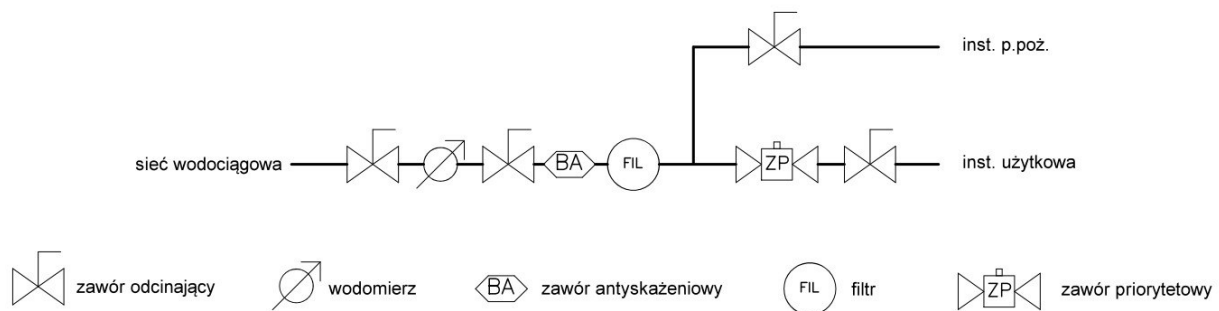 inst. p.poż.
sieć wodociągowa
BA
FIL
ZP
inst. użytkowa
zawór odcinający
wodomierz
BA
zawór antyskażeniowy
FIL
filtr
ZP
zawór priorytetowy